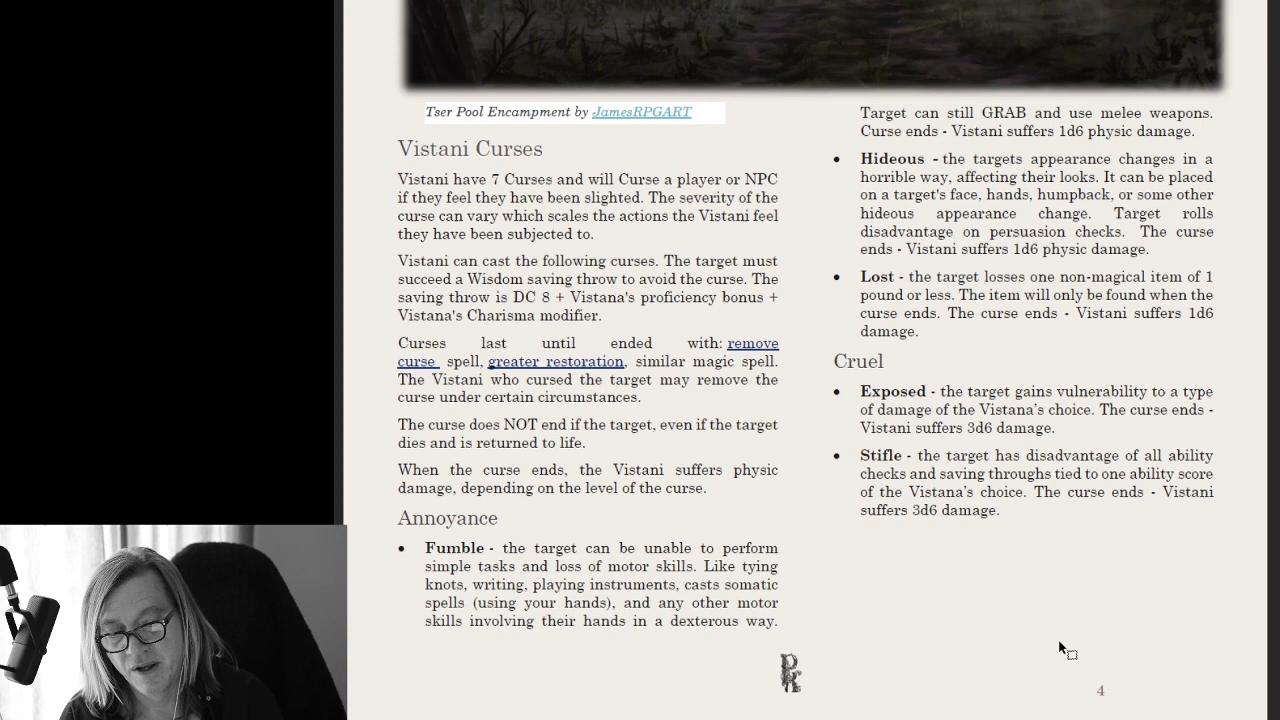 Tser Pool Encampment by JamesRPGART
Vistani Curses
Vistani have 7 Curses and will Curse a player or NPC
if they feel they have been slighted. The severity of the
curse can vary which scales the actions the Vistani feel
they have been subjected to.
Vistani can cast the following curses. The target must
succeed a Wisdom saving throw to avoid the curse. The
saving throw is DC 8 + Vistana's proficiency bonus +
Vistana's Charisma modifier.
Curses last until ended with: remove
curse spell, greater restoration, similar magic spell.
The Vistani who cursed the target may remove the
curse under certain circumstances.
The curse does NOT end if the target, even if the target
dies and is returned to life.
When the curse ends, the Vistani suffers physic
damage, depending on the level of the curse.
Annoyance
• Fumble - the target can be unable to perform
simple tasks and loss of motor skills. Like tying
knots, writing, playing instruments, casts somatic
spells (using your hands), and any other motor
skills involving their hands in a dexterous way.
Target can still GRAB and use melee weapons.
Curse ends - Vistani suffers 1d6 physic damage.
• Hideous - the targets appearance changes in a
horrible way, affecting their looks. It can be placed
on a target's face, hands, humpback, or some other
hideous appearance change. Target rolls
disadvantage on persuasion checks. The curse
ends - Vistani suffers 1d6 physic damage.
• Lost - the target losses one non-magical item of 1
pound or less. The item will only be found when the
curse ends. The curse ends - Vistani suffers 1d6
damage.
Cruel
• Exposed - the target gains vulnerability to a type
of damage of the Vistana's choice. The curse ends -
Vistani suffers 3d6 damage.
• Stifle - the target has disadvantage of all ability
checks and saving throughs tied to one ability score
of the Vistana's choice. The curse ends - Vistani
suffers 3d6 damage.
4